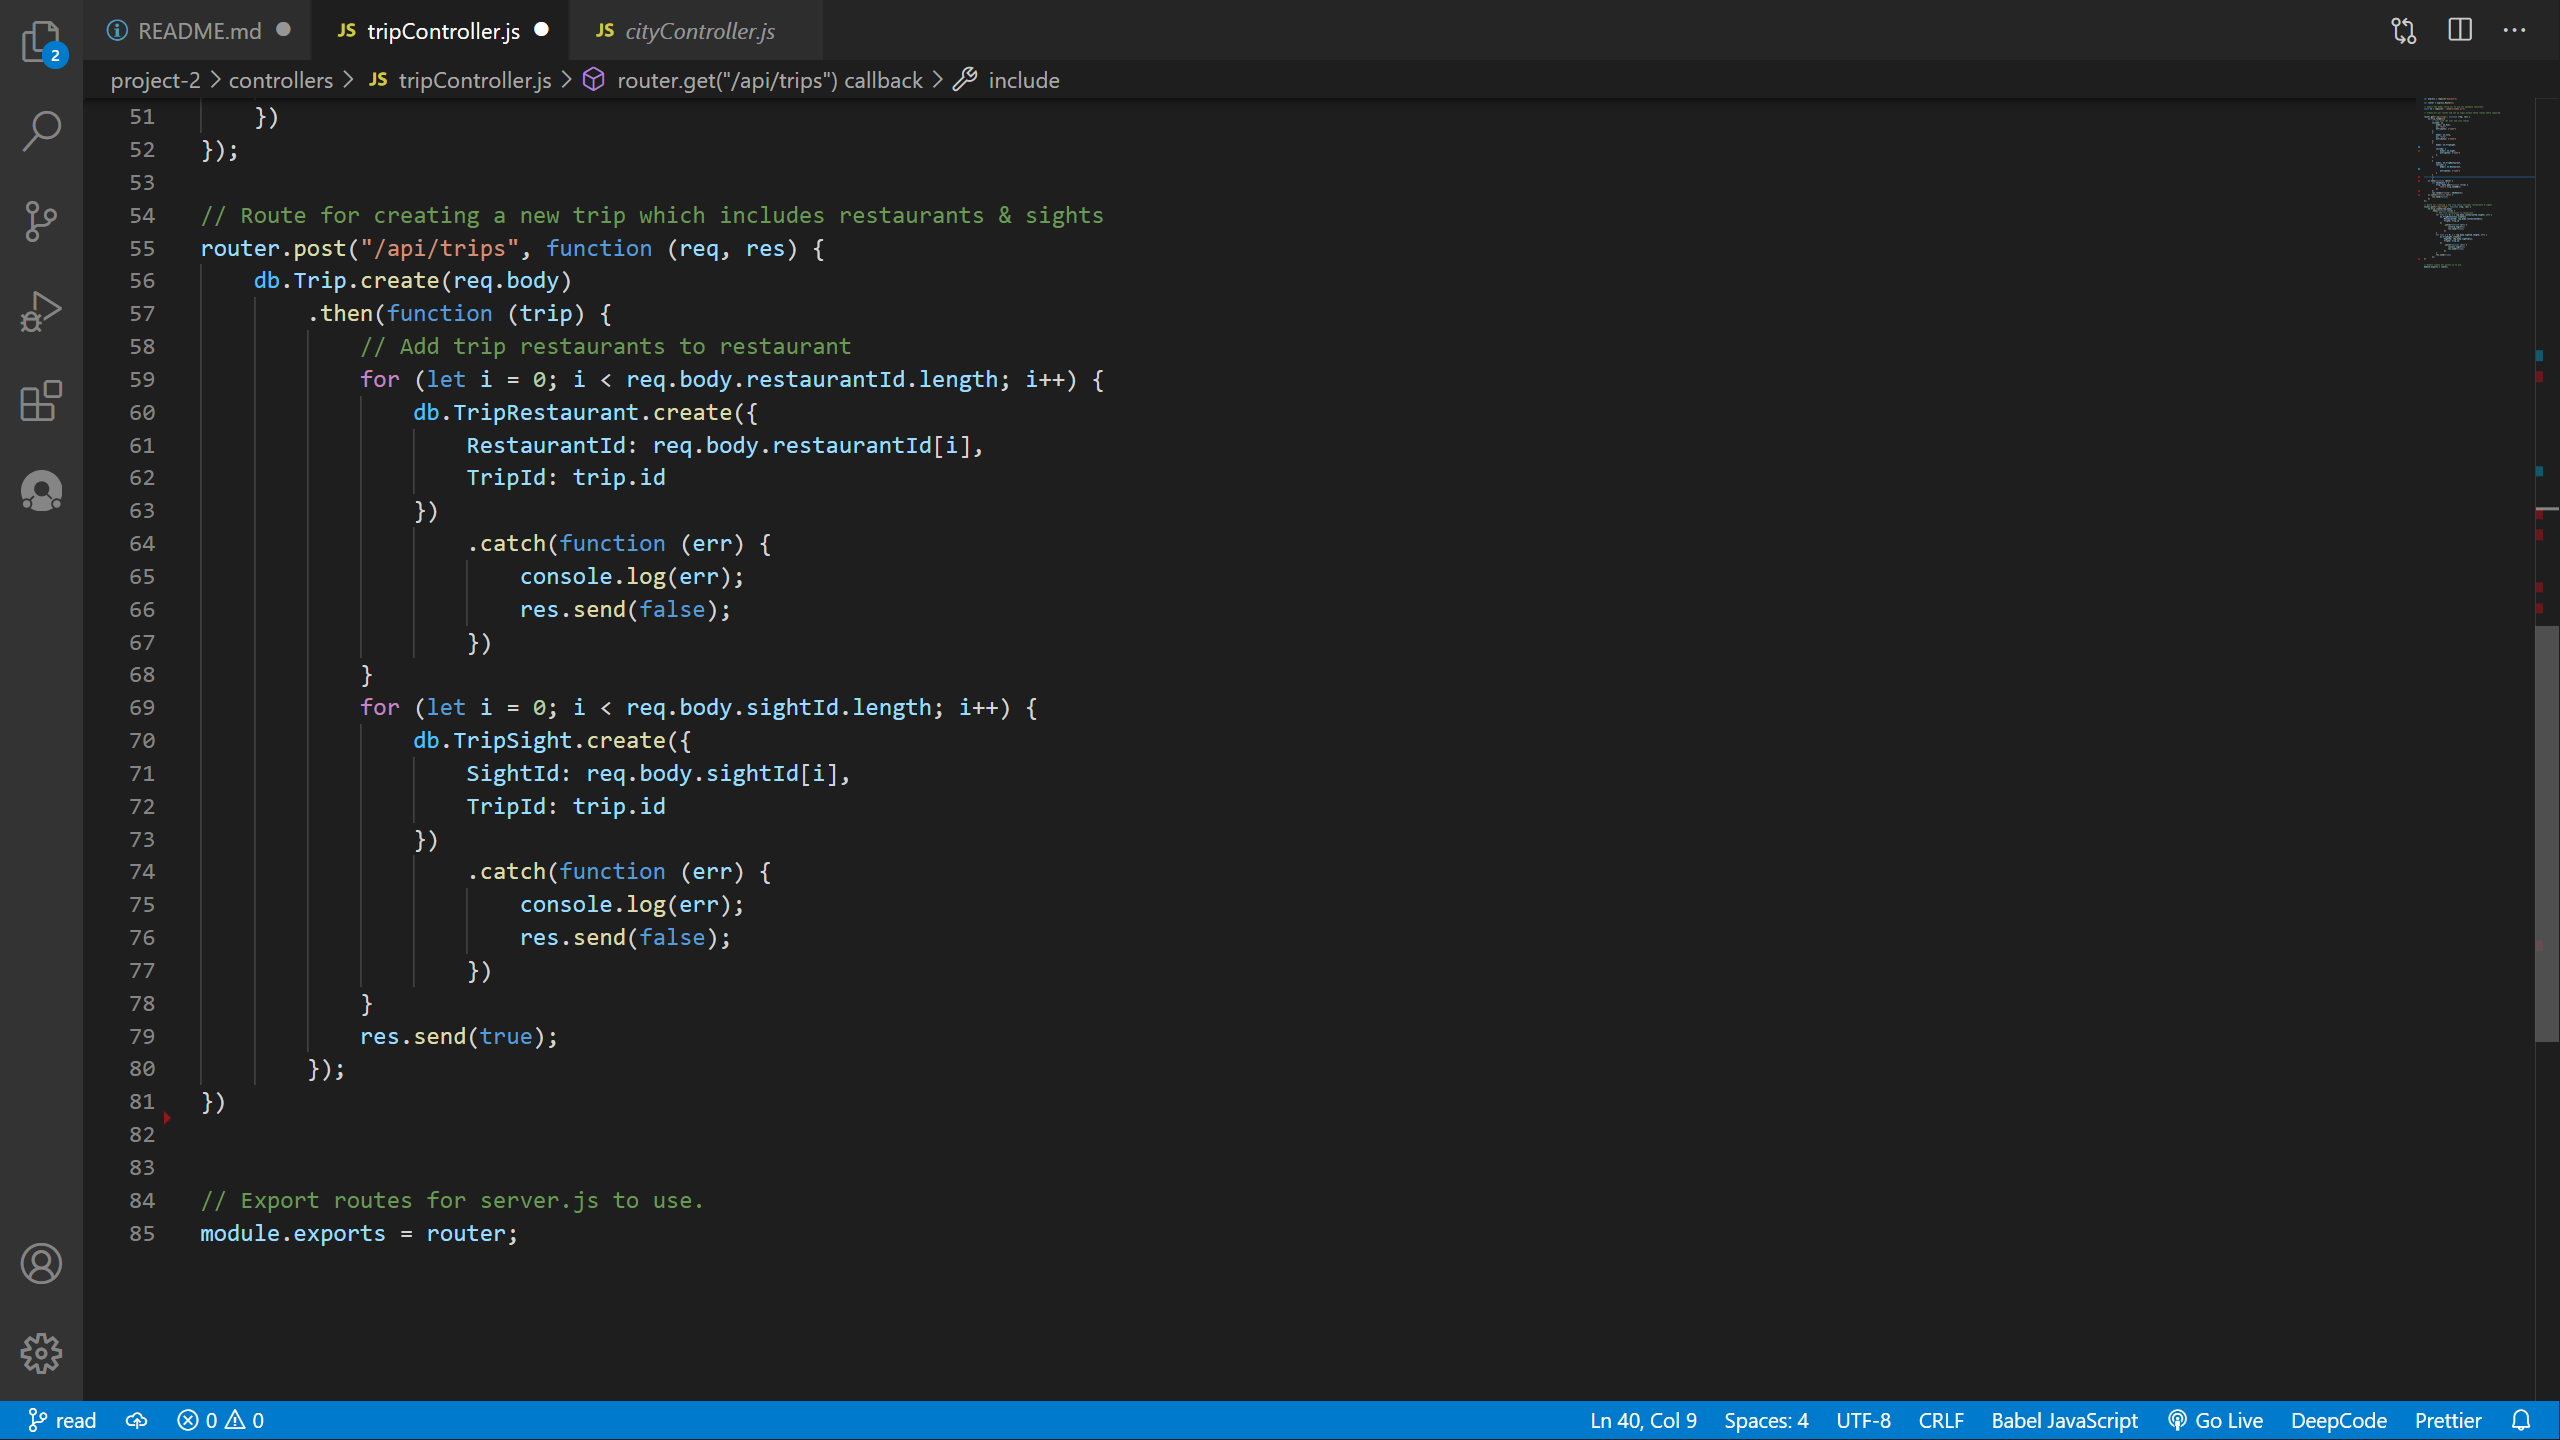 README.md
JS tripController.js
JS cityController.js
2
project-2 > controllers > JS tripController.js > router.get("/api/trips") callback > include
51         })
52 });
53
54 // Route for creating a new trip which includes restaurants & sights
55 router.post("/api/trips", function (req, res) {
56     db.Trip.create(req.body)
57         .then(function (trip) {
58             // Add trip restaurants to restaurant
59             for (let i = 0; i < req.body.restaurantId.length; i++) {
60                 db.TripRestaurant.create({
61                     RestaurantId: req.body.restaurantId[i],
62                     TripId: trip.id
63                 })
64                     .catch(function (err) {
65                         console.log(err);
66                         res.send(false);
67                     })
68             }
69             for (let i = 0; i < req.body.sightId.length; i++) {
70                 db.TripSight.create({
71                     SightId: req.body.sightId[i],
72                     TripId: trip.id
73                 })
74                     .catch(function (err) {
75                         console.log(err);
76                         res.send(false);
77                     })
78             }
79             res.send(true);
80         });
81 })
82
83
84 // Export routes for server.js to use.
85 module.exports = router;
read 0 0 Ln 40, Col 9 Spaces: 4 UTF-8 CRLF Babel JavaScript Go Live DeepCode Prettier